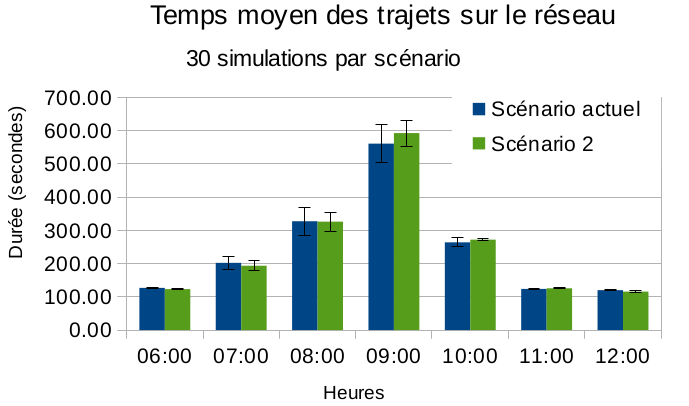 Temps moyen des trajets sur le réseau
30 simulations par scénario
Durée (secondes)
700.00
600.00
500.00
400.00
300.00
200.00
100.00
0.00
Scénario actuel
Scénario 2
06:00 07:00 08:00 09:00 10:00 11:00 12:00
Heures